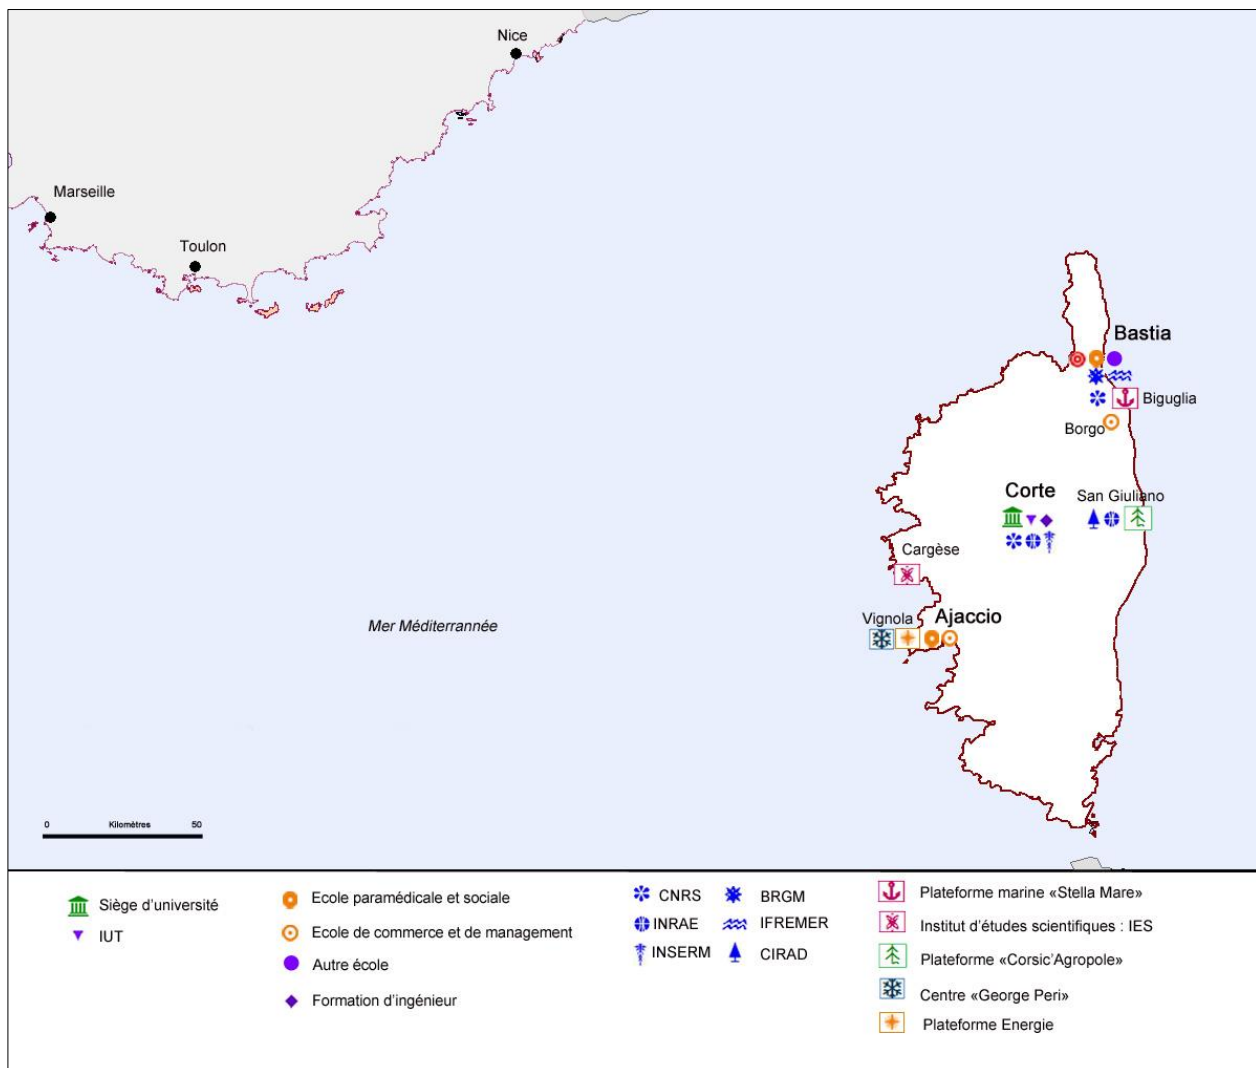 Nice
Marseille
Toulon
Bastia
Biguglia
Borgo
Corte
San Giuliano
Cargèse
Vignola
Ajaccio
Mer Méditerrannée
0 Kilomètres 50
Siège d'université
IUT
Ecole paramédicale et sociale
Ecole de commerce et de management
Autre école
Formation d'ingénieur
CNRS
BRGM
INRAE
IFREMER
INSERM
CIRAD
Plateforme marine «Stella Mare»
Institut d'études scientifiques : IES
Plateforme «Corsic'Agropole»
Centre «George Peri»
Plateforme Energie